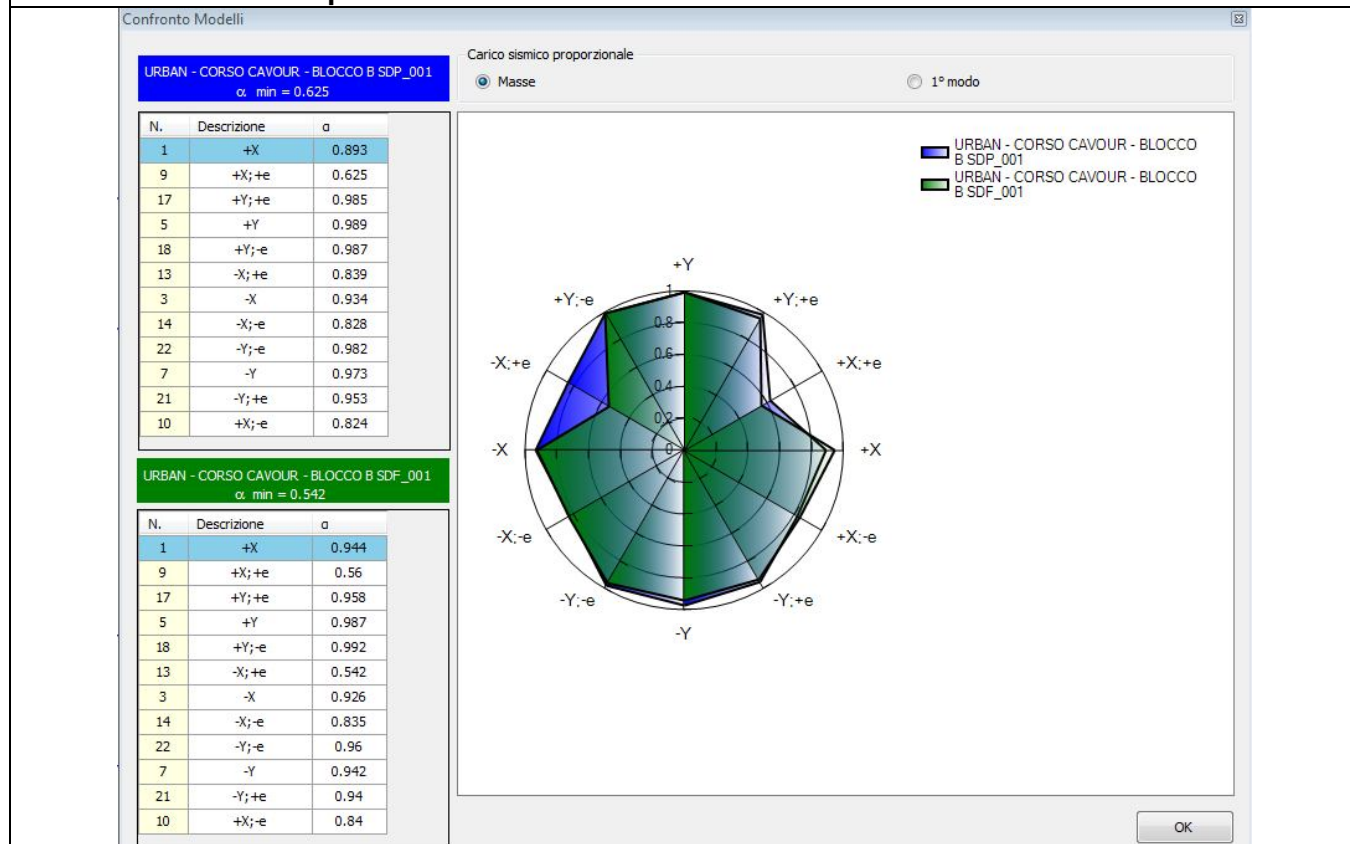 Confronto Modelli
URBAN - CORSO CAVOUR - BLOCCO B SDP_001
α min = 0.625
N. Descrizione α
1 +X 0.893
9 +X;+e 0.625
17 +Y;+e 0.985
5 +Y 0.989
18 +Y;-e 0.987
13 -X;+e 0.839
3 -X 0.934
14 -X;-e 0.828
22 -Y;-e 0.982
7 -Y 0.973
21 -Y;+e 0.953
10 +X;-e 0.824
URBAN - CORSO CAVOUR - BLOCCO B SDF_001
α min = 0.542
N. Descrizione α
1 +X 0.944
9 +X;+e 0.56
17 +Y;+e 0.958
5 +Y 0.987
18 +Y;-e 0.992
13 -X;+e 0.542
3 -X 0.926
14 -X;-e 0.835
22 -Y;-e 0.96
7 -Y 0.942
21 -Y;+e 0.94
10 +X;-e 0.84
Carico sismico proporzionale
Masse
1° modo
URBAN - CORSO CAVOUR - BLOCCO
B SDP_001
URBAN - CORSO CAVOUR - BLOCCO
B SDF_001
+Y
+Y;-e
+Y;+e
-X;+e
+X;+e
-X
+X
-X;-e
+X;-e
-Y;-e
-Y;+e
-Y
1
0.8
0.6
0.4
0.2
0
OK